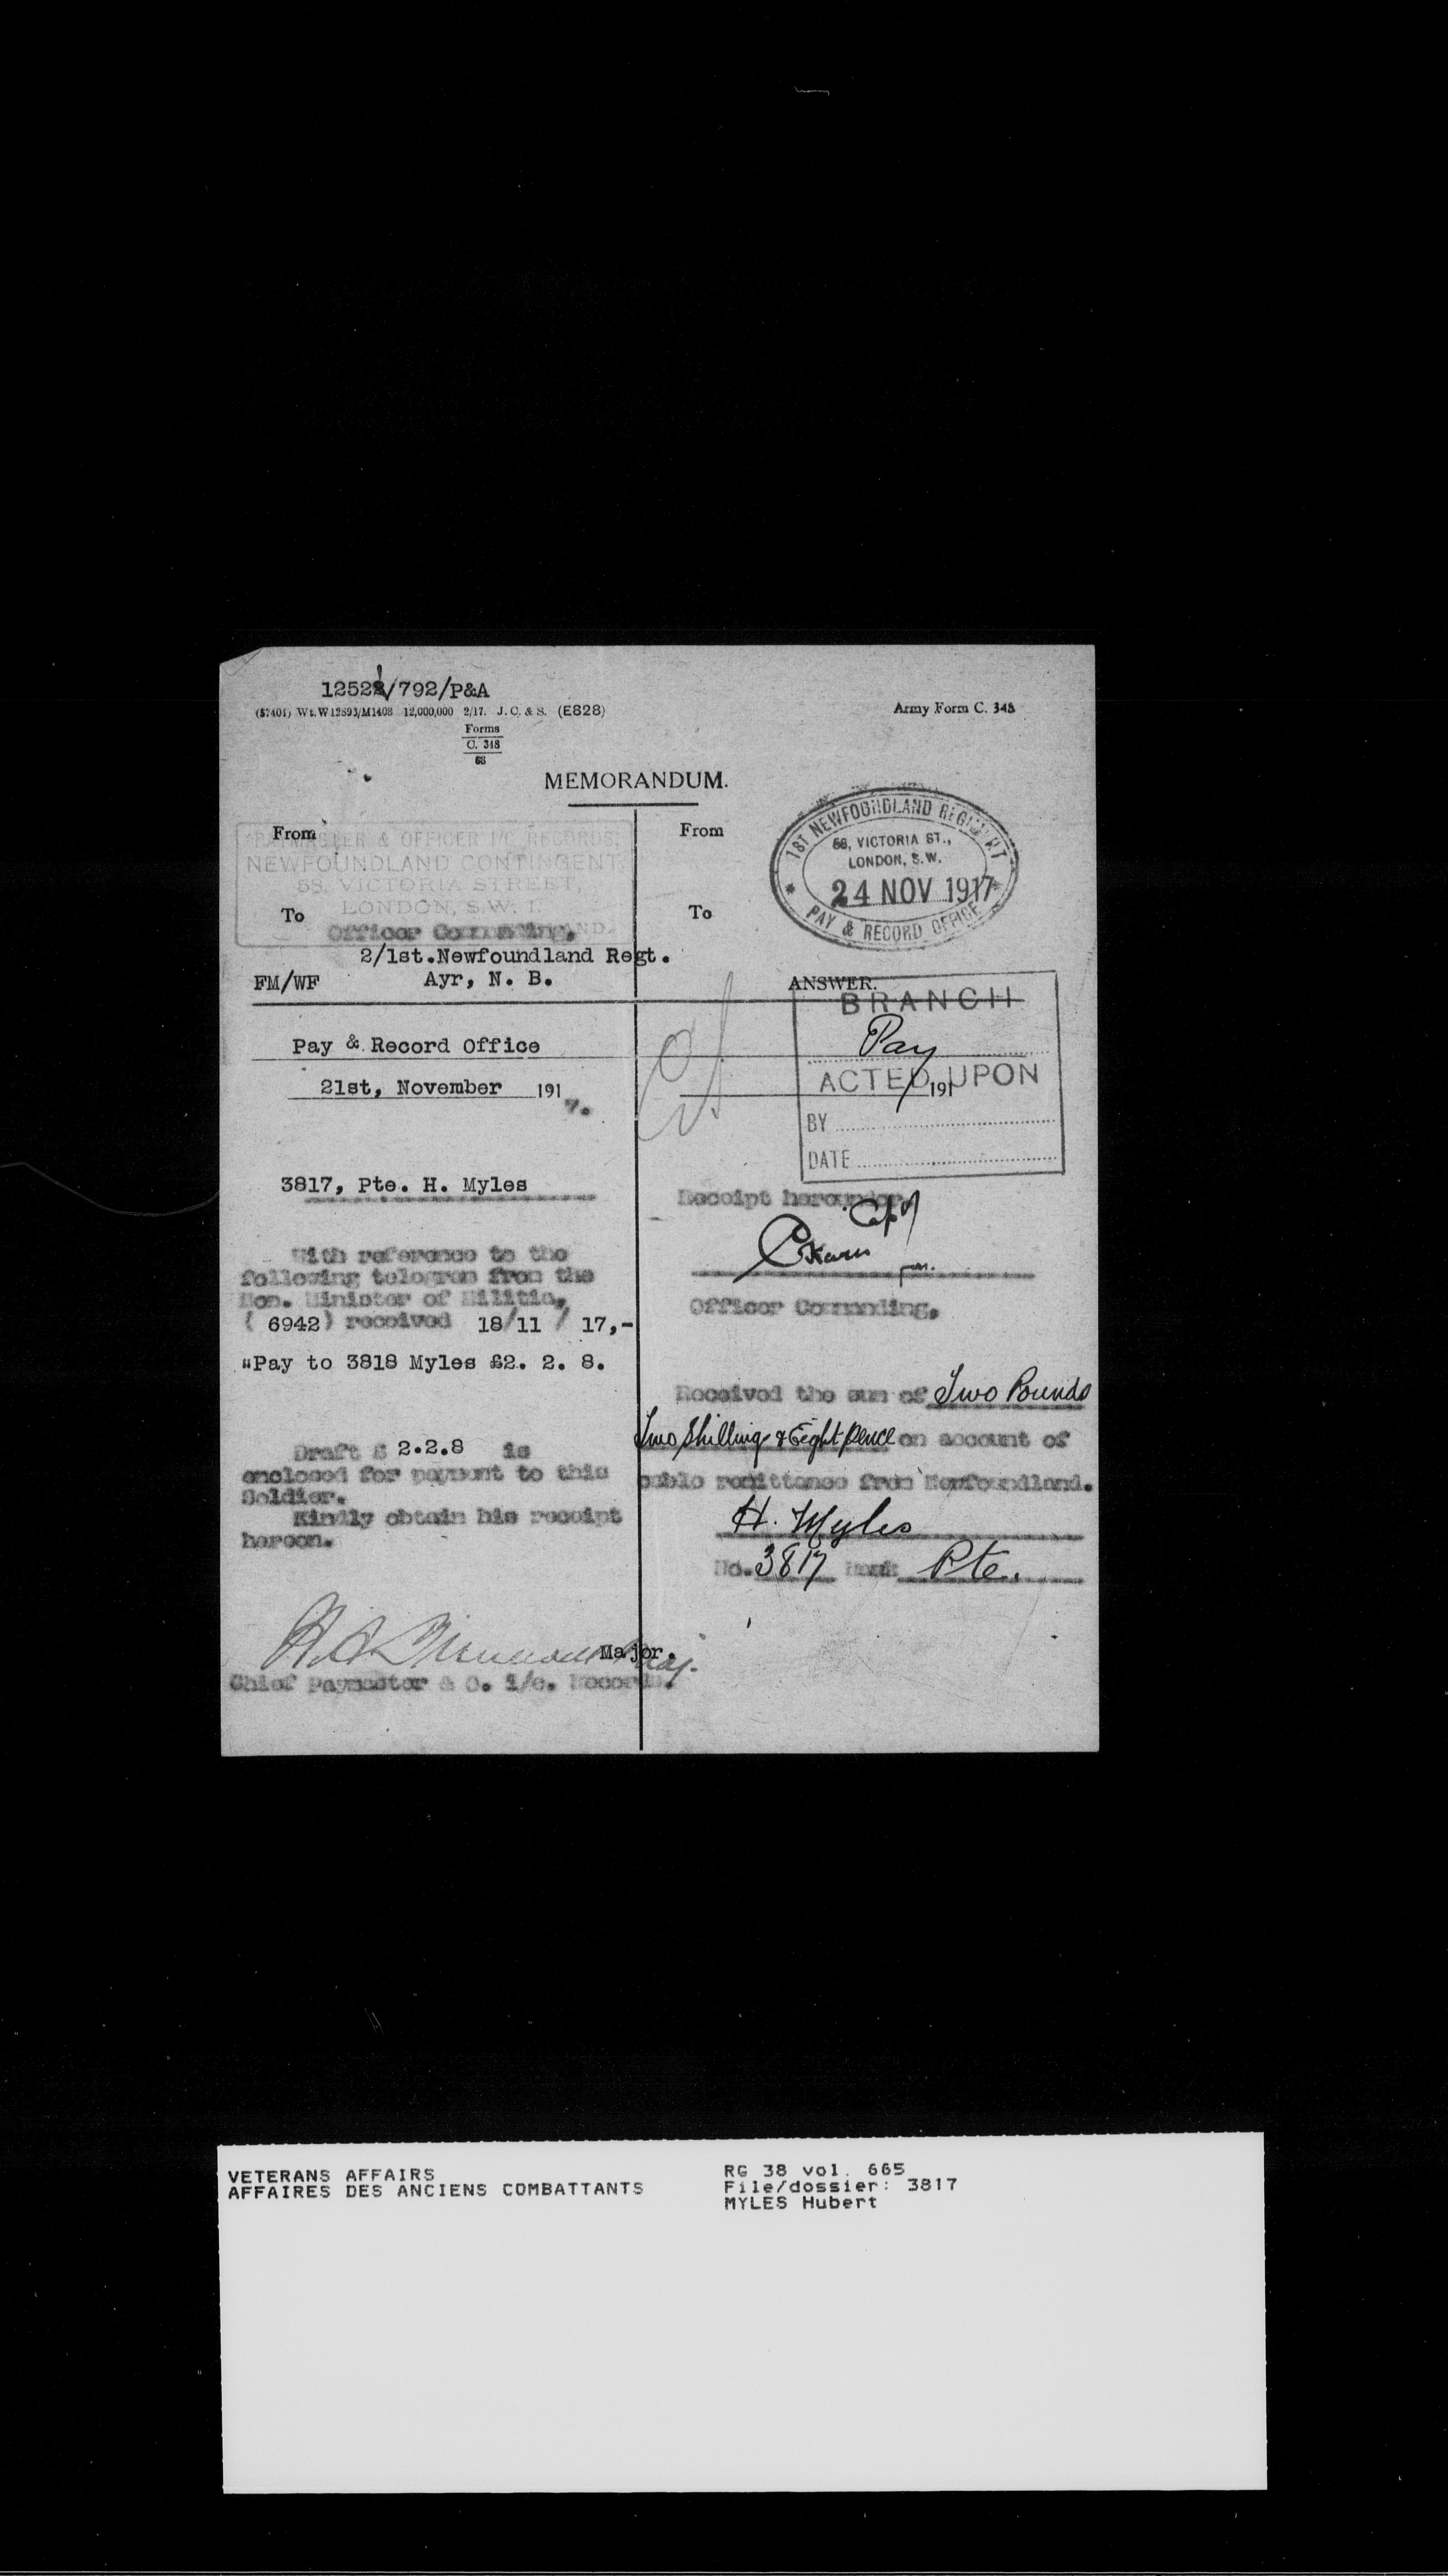 /792/P&A
(57401) Wt.W12893/M1408 12,000,000 2/17. J.C. & S. (E828)
Forms
C. 348
68
Army Form C. 348
MEMORANDUM.
From
PAYMASTER & OFFICER I/C RECORDS,
NEWFOUNDLAND CONTINGENT,
58, VICTORIA STREET,
LONDON, S.W. 1.
To
Officer Commanding,
2/1st.Newfoundland Regt.
FM/WF Ayr, N. B.
Pay & Record Office
21st, November 1917.
3817, Pte. H. Myles
With reference to the
following telegram from the
Hon. Minister of Militia,
( 6942) received 18/11 / 17,-
"Pay to 3818 Myles £2. 2. 8.
Draft £ 2.2.8 is
enclosed for payment to this
Soldier.
Kindly obtain his receipt
hereon.
Major.
Maj.
Chief Paymaster & O. i/c. Records.
From
To
1ST NEWFOUNDLAND REGIMENT
58, VICTORIA ST.,
LONDON, S.W.
24 NOV 1917
PAY & RECORD OFFICE
ANSWER.
BRANCH
Pay
ACTED UPON
191
BY
DATE
Receipt hereunder
Capt
Officer Commanding.
Received the sum of Two Pounds
Two Shillings & Eight Pence on account of
cable remittance from Newfoundland.
H. Myles
No. 3817 Rank Pte.
VETERANS AFFAIRS
AFFAIRES DES ANCIENS COMBATTANTS
RG 38 vol. 665
File/dossier: 3817
MYLES Hubert